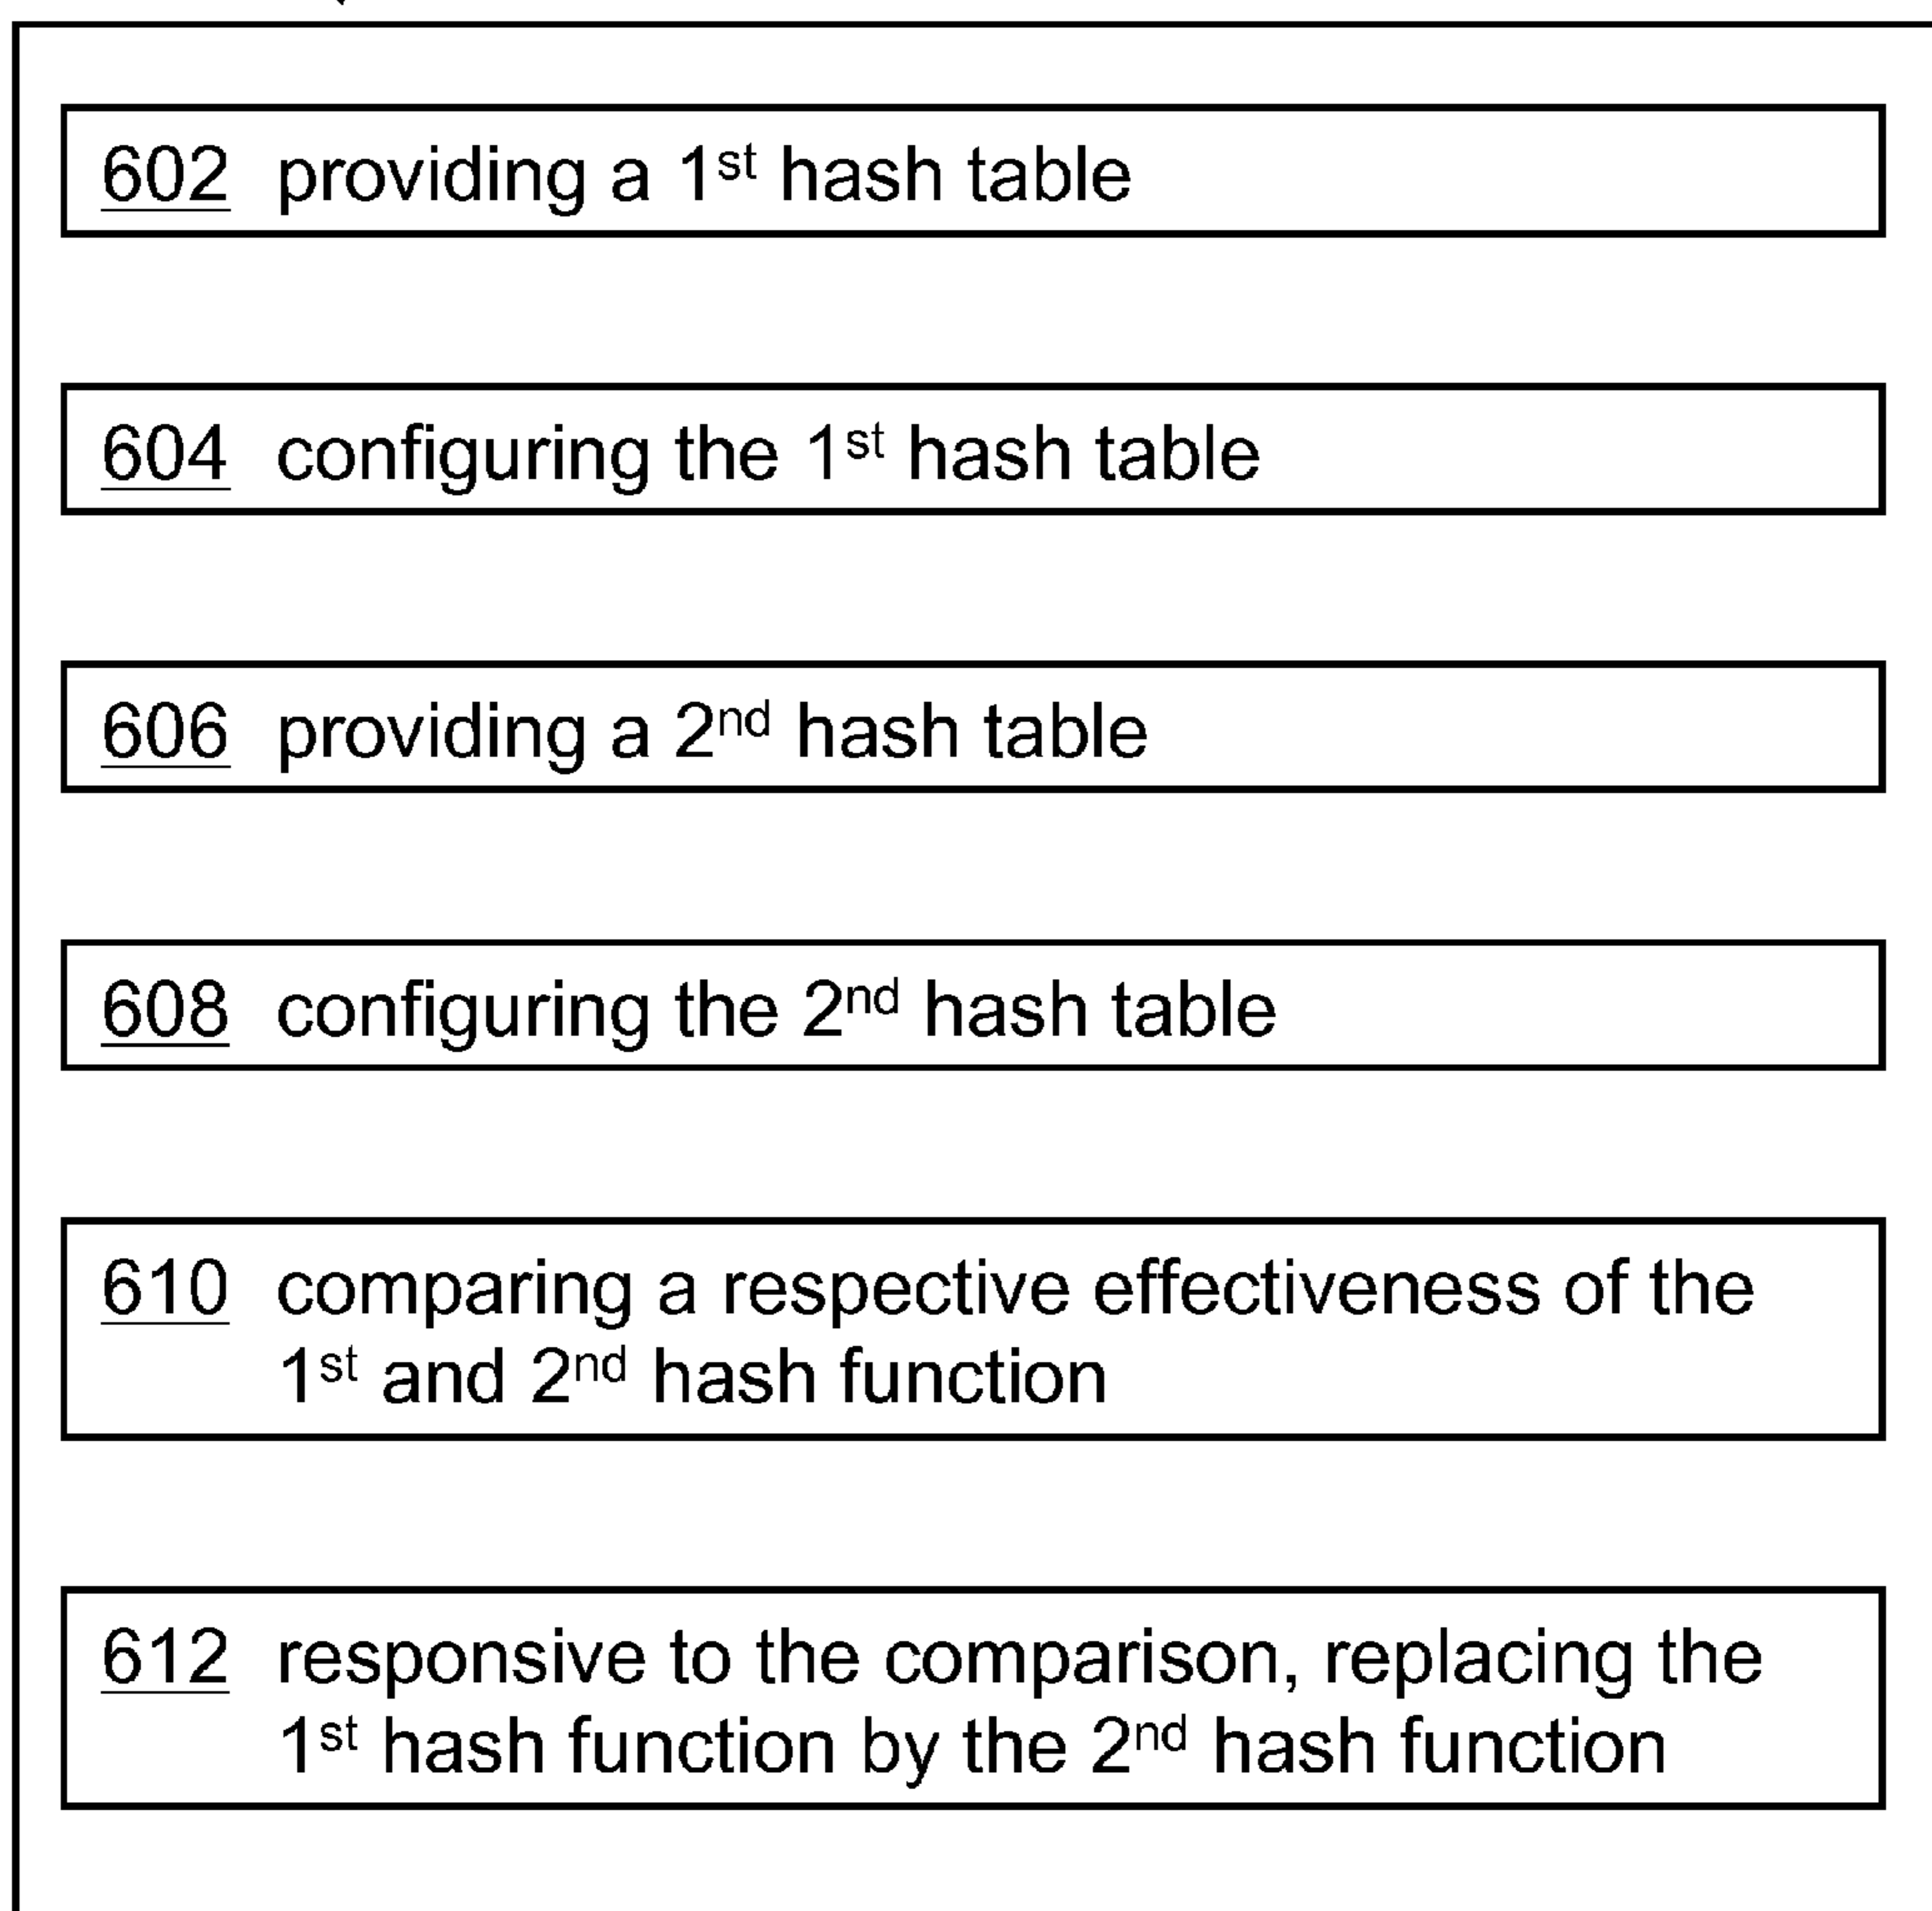 602 providing a 1st hash table
604 configuring the 1st hash table
606 providing a 2nd hash table
608 configuring the 2nd hash table
610 comparing a respective effectiveness of the
1st and 2nd hash function
612 responsive to the comparison, replacing the
1st hash function by the 2nd hash function